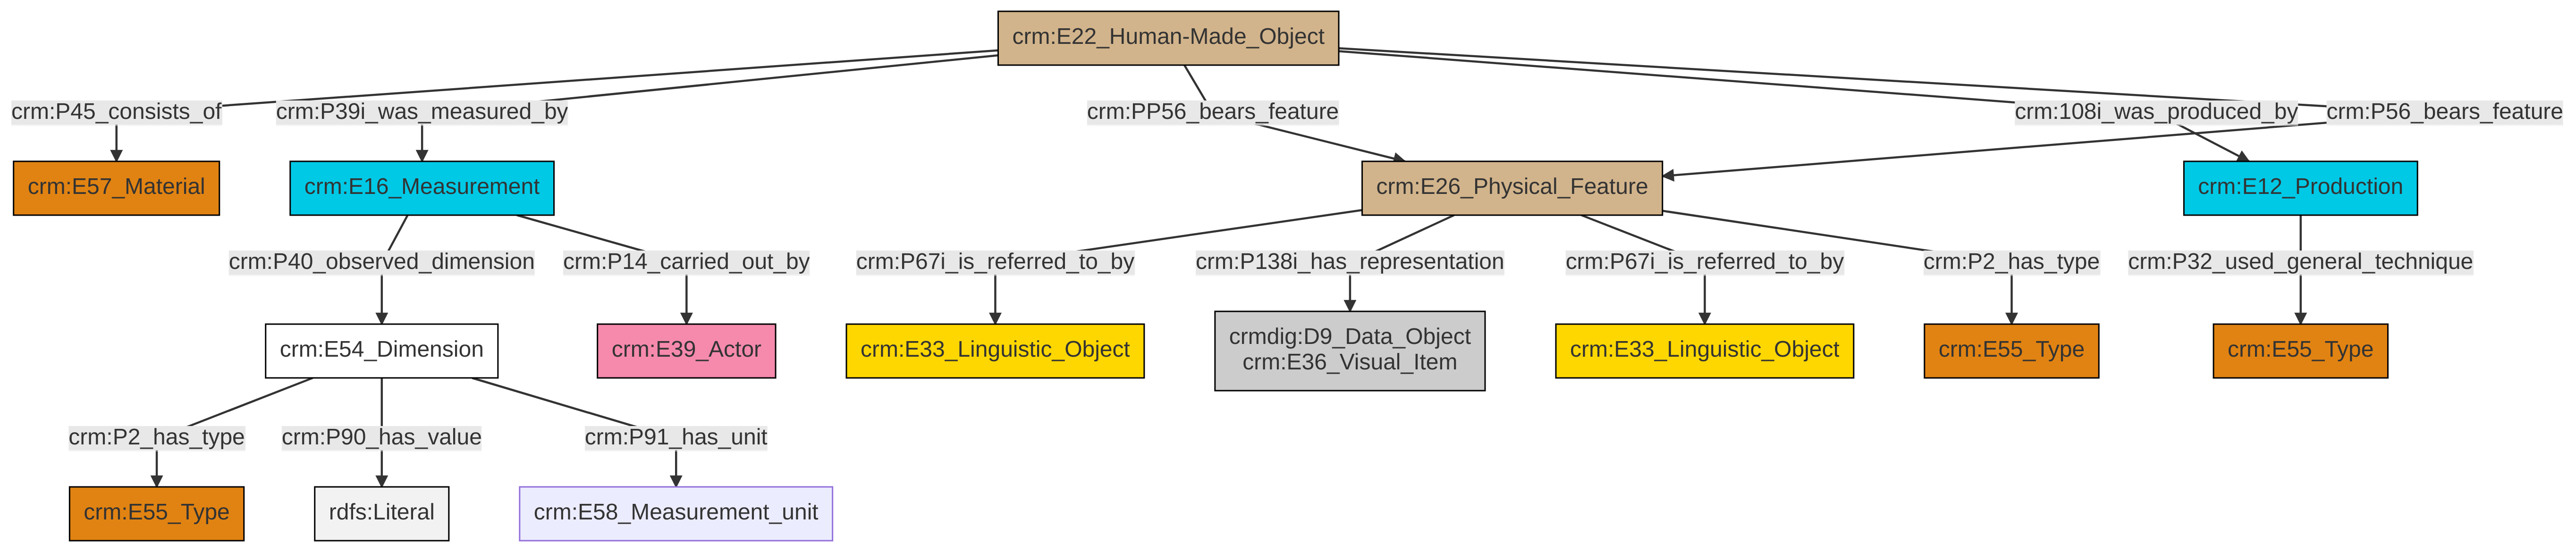 crm:E22_Human-Made_Object
crm:P45_consists_of
crm:P39i_was_measured_by
crm:PP56_bears_feature
crm:108i_was_produced_by
crm:P56_bears_feature
crm:E57_Material
crm:E16_Measurement
crm:E26_Physical_Feature
crm:E12_Production
crm:P40_observed_dimension
crm:P14_carried_out_by
crm:P67i_is_referred_to_by
crm:P138i_has_representation
crm:P67i_is_referred_to_by
crm:P2_has_type
crm:P32_used_general_technique
crm:E54_Dimension
crm:E39_Actor
crm:E33_Linguistic_Object
crmdig:D9_Data_Object
crm:E36_Visual_Item
crm:E33_Linguistic_Object
crm:E55_Type
crm:E55_Type
crm:P2_has_type
crm:P90_has_value
crm:P91_has_unit
crm:E55_Type
rdfs:Literal
crm:E58_Measurement_unit